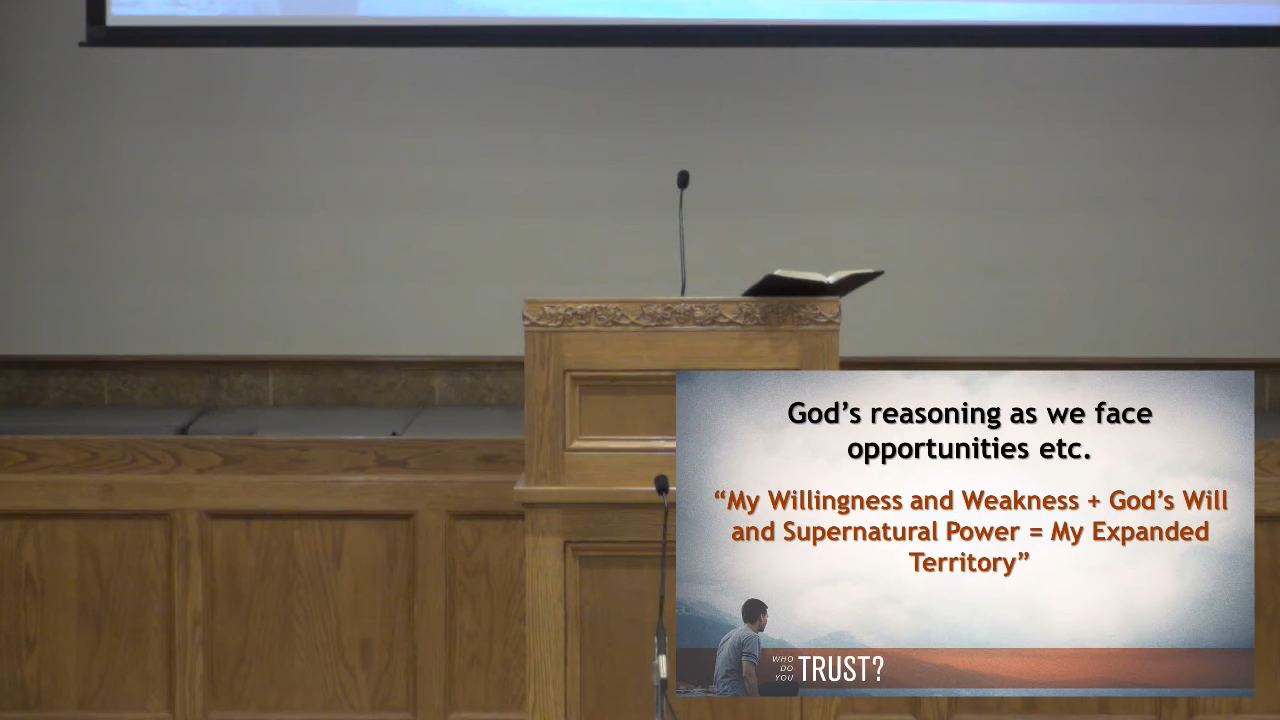 God’s reasoning as we face
opportunities etc.
“My Willingness and Weakness + God’s Will
and Supernatural Power = My Expanded
Territory”
WHO
DO
YOU
TRUST?